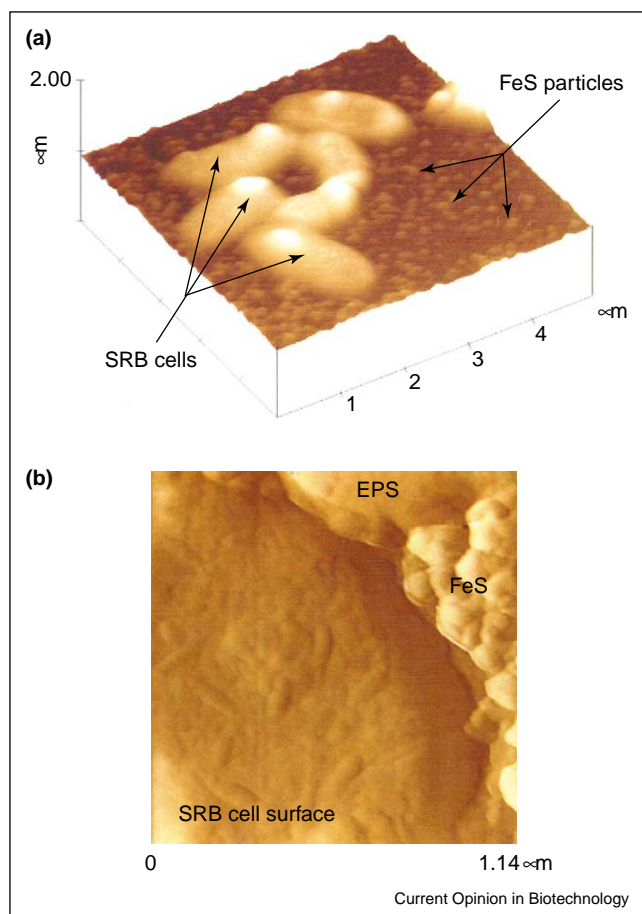 (a)
2.00
∝m
FeS particles
SRB cells
∝m
4
3
2
1
(b)
EPS
FeS
SRB cell surface
0
1.14 ∝m
Current Opinion in Biotechnology